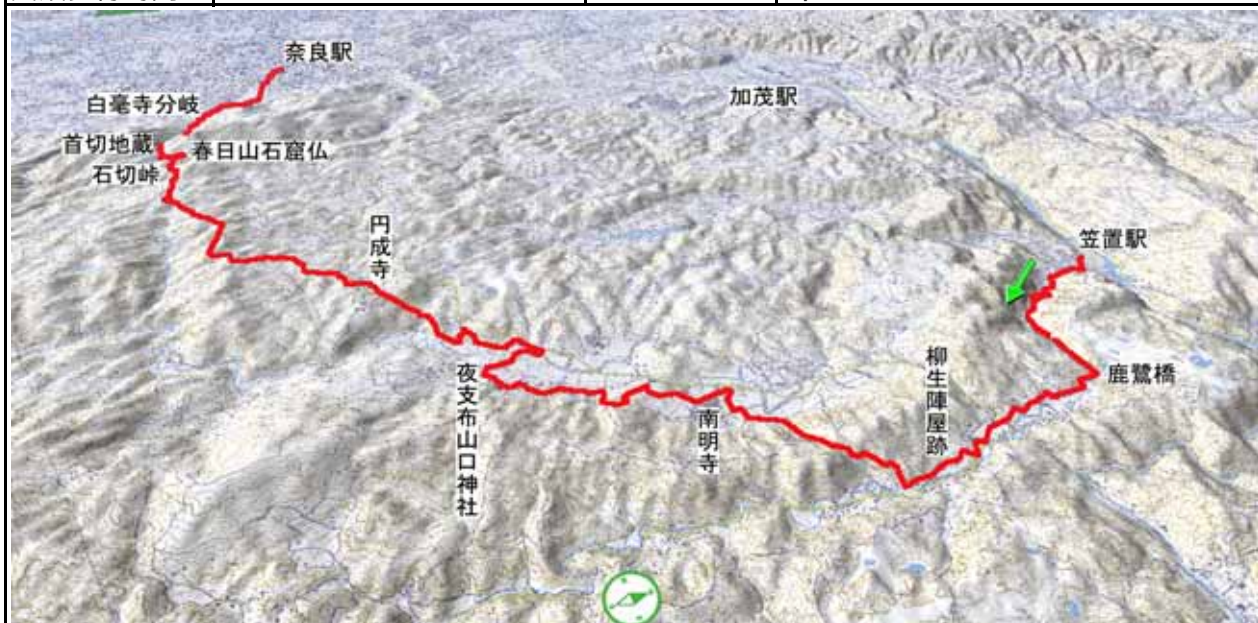 奈良駅
白毫寺分岐
首切地蔵
春日山石窟仏
石切峠
円成寺
加茂駅
笠置駅
鹿鷺橋
柳生陣屋跡
夜支布山口神社
南明寺